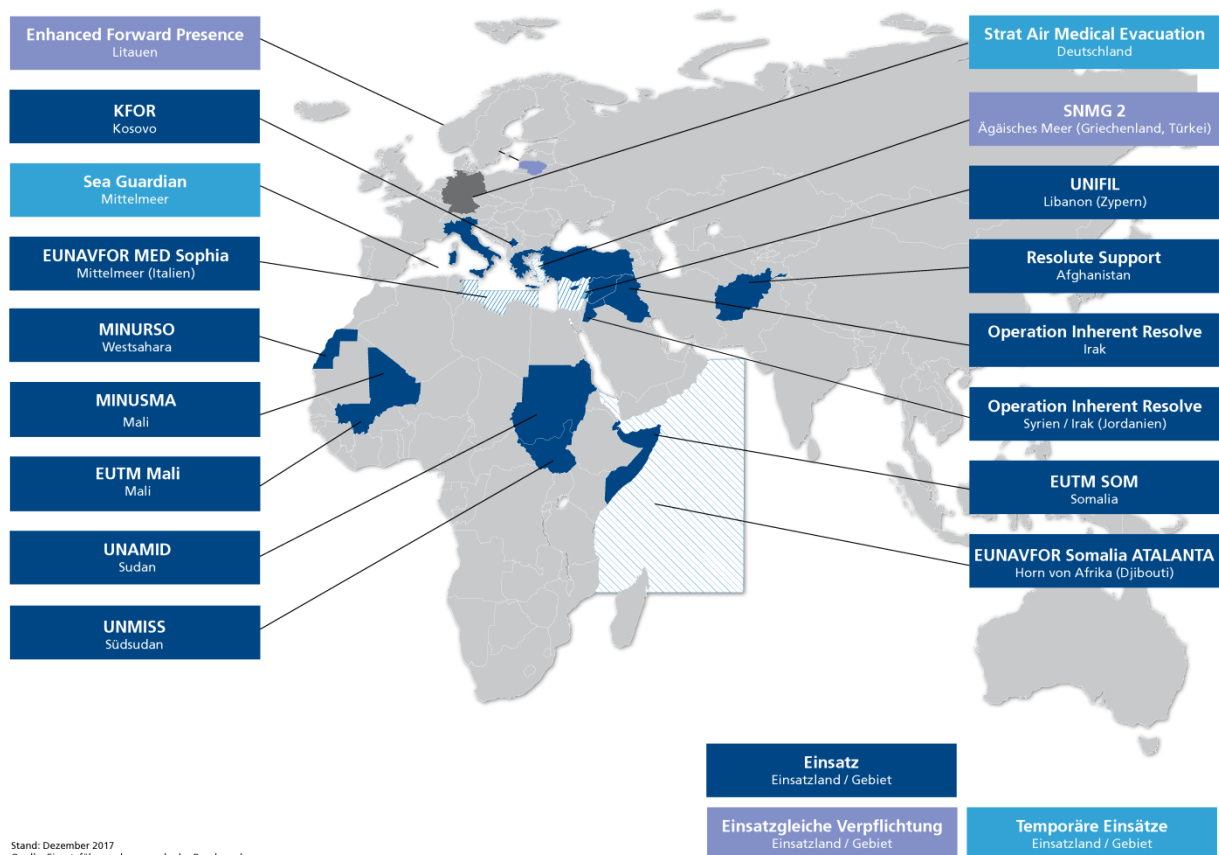 Enhanced Forward Presence
Litauen
KFOR
Kosovo
Sea Guardian
Mittelmeer
EUNAVFOR MED Sophia
Mittelmeer (Italien)
MINURSO
Westsahara
MINUSMA
Mali
EUTM Mali
Mali
UNAMID
Sudan
UNMISS
Südsudan
Strat Air Medical Evacuation
Deutschland
SNMG 2
Ägäisches Meer (Griechenland, Türkei)
UNIFIL
Libanon (Zypern)
Resolute Support
Afghanistan
Operation Inherent Resolve
Irak
Operation Inherent Resolve
Syrien / Irak (Jordanien)
EUTM SOM
Somalia
EUNAVFOR Somalia ATALANTA
Horn von Afrika (Djibouti)
Einsatz
Einsatzland / Gebiet
Einsatzgleiche Verpflichtung
Einsatzland / Gebiet
Temporäre Einsätze
Einsatzland / Gebiet
Stand: Dezember 2017